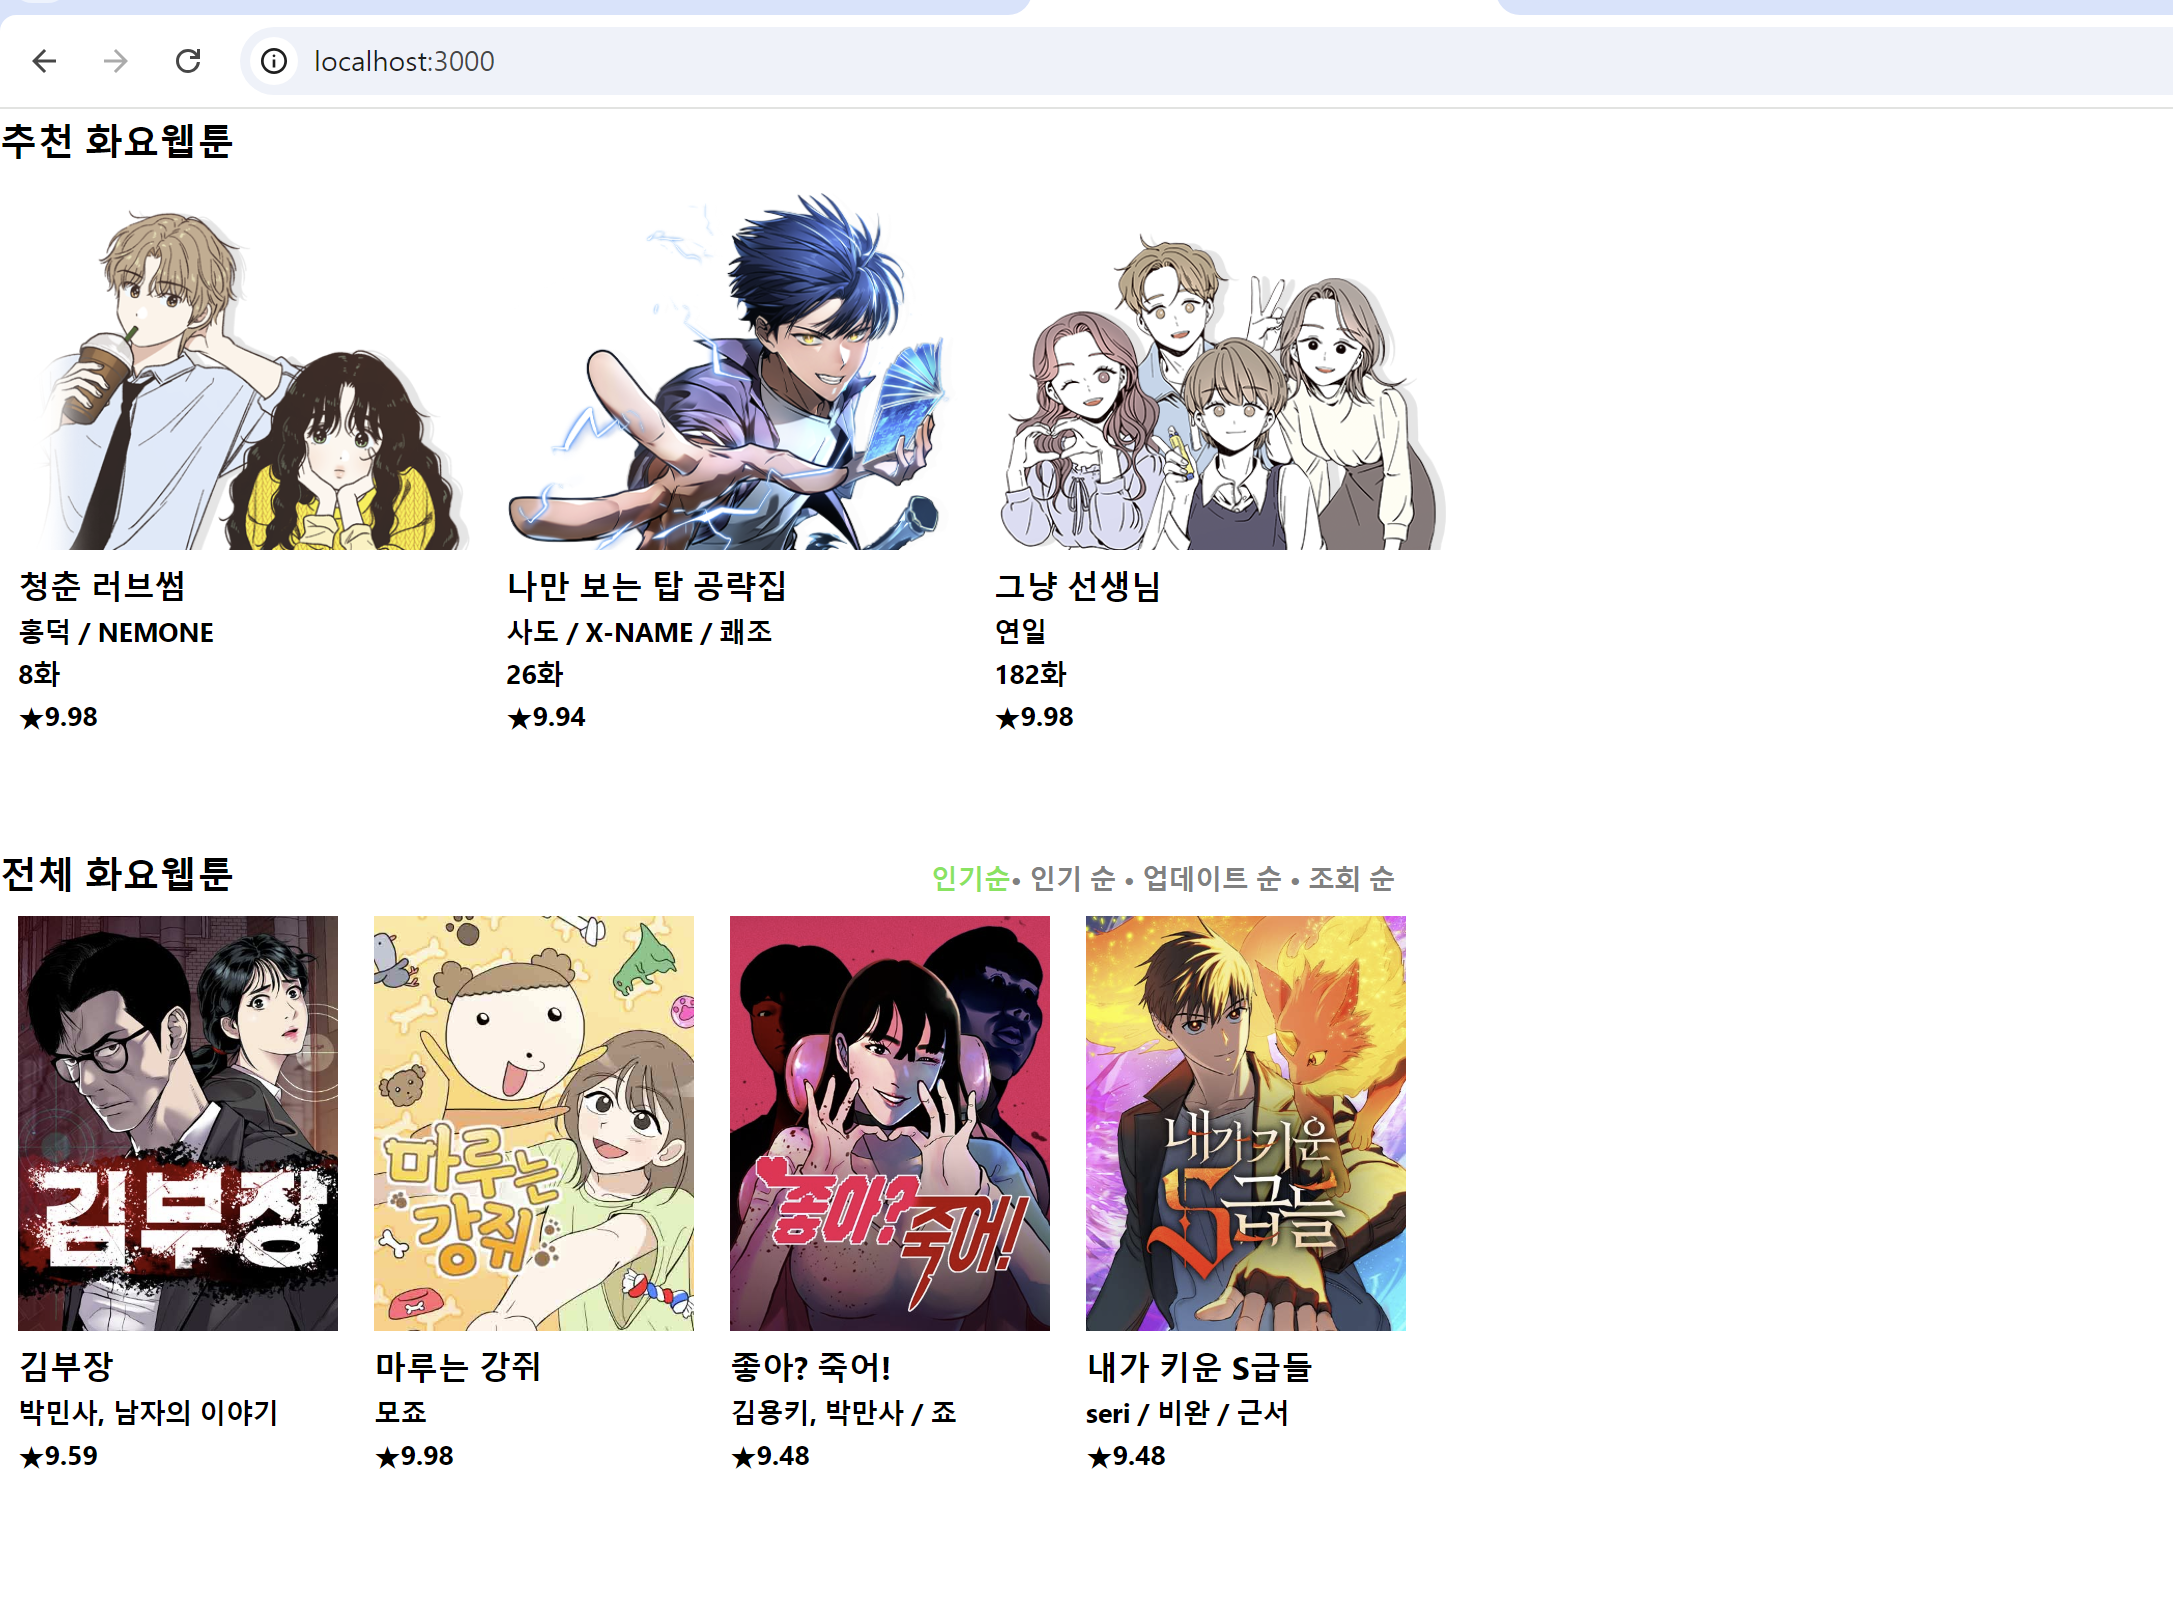 localhost:3000
추천 화요웹툰
청춘 러브썸
홍덕 / NEMONE
8화
★9.98
나만 보는 탑 공략집
사도 / X-NAME / 쾌조
26화
★9.94
그냥 선생님
연일
182화
★9.98
전체 화요웹툰
인기순• 인기 순 • 업데이트 순 • 조회 순
김부장
마루는
강쥐
좋아?
죽어!
내가 키운
S급들
김부장
박민사, 남자의 이야기
★9.59
마루는 강쥐
모죠
★9.98
좋아? 죽어!
김용키, 박만사 / 죠
★9.48
내가 키운 S급들
seri / 비완 / 근서
★9.48